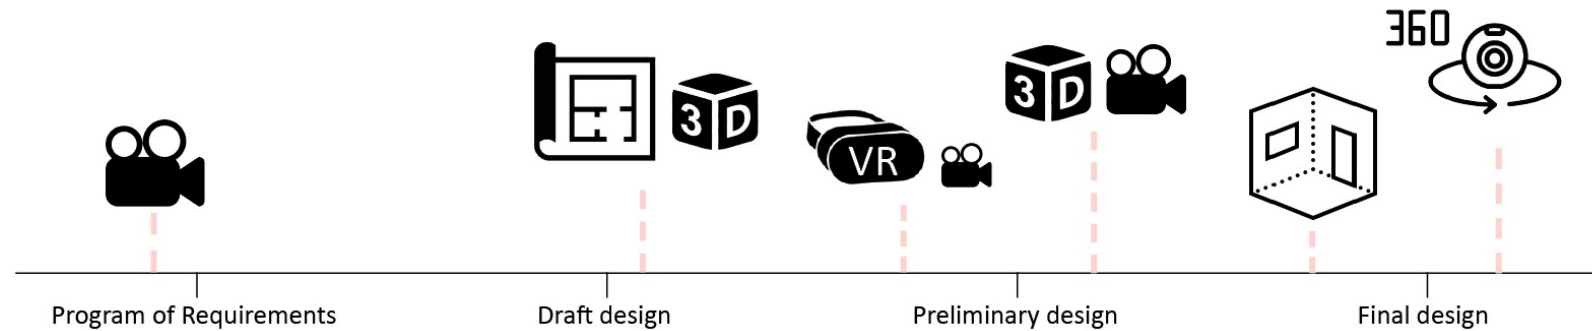 360
3D
3D
VR
Program of Requirements
Draft design
Preliminary design
Final design